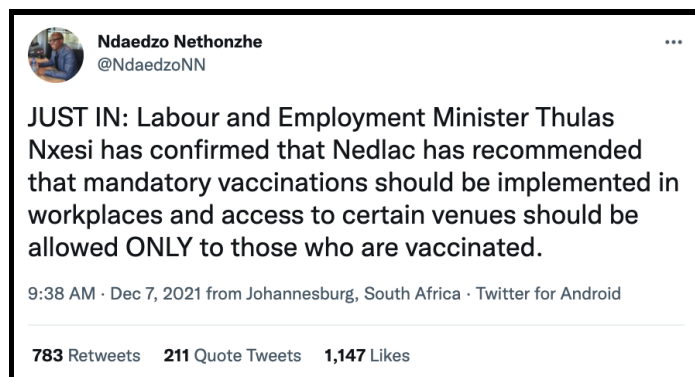 Ndaedzo Nethonzhe
@NdaedzoNN
JUST IN: Labour and Employment Minister Thulas
Nxesi has confirmed that Nedlac has recommended
that mandatory vaccinations should be implemented in
workplaces and access to certain venues should be
allowed ONLY to those who are vaccinated.
9:38 AM · Dec 7, 2021 from Johannesburg, South Africa · Twitter for Android
783 Retweets 211 Quote Tweets 1,147 Likes